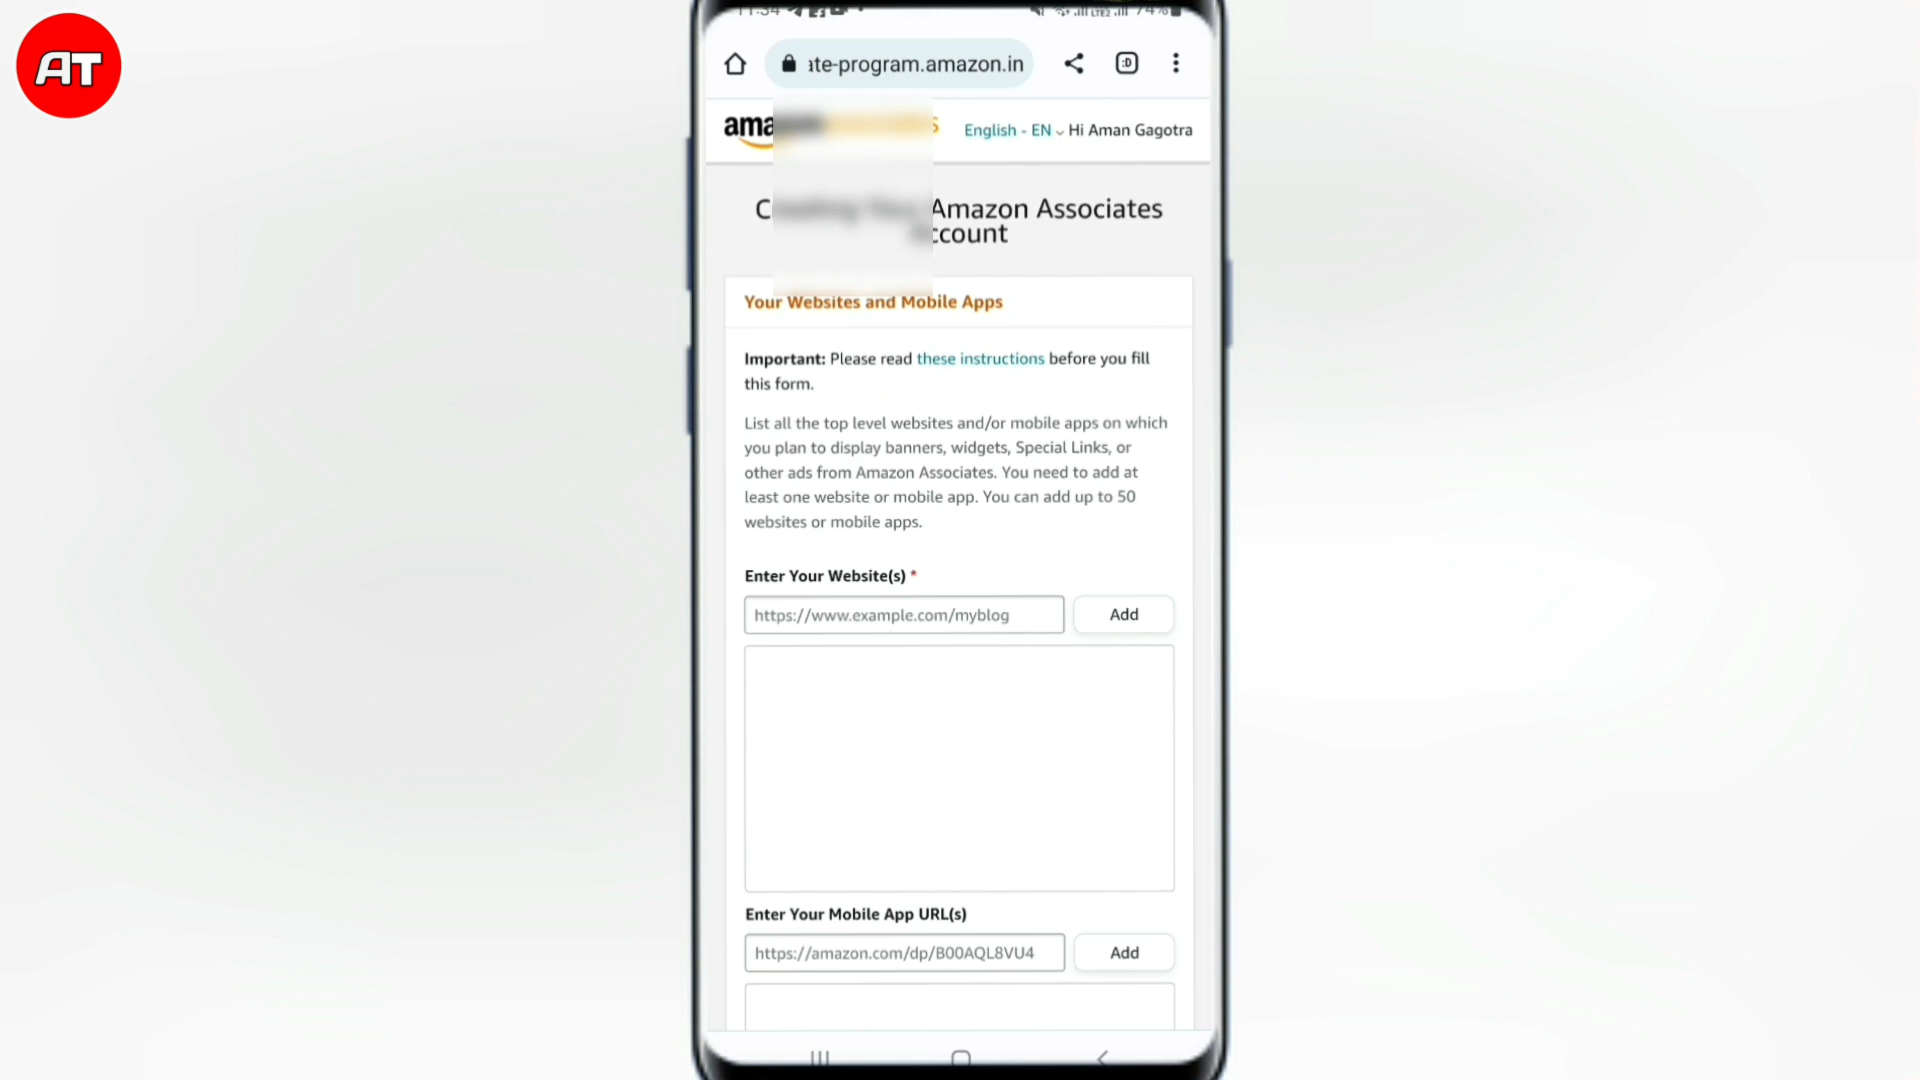 AT
ate-program.amazon.in
:D
English - EN Hi Aman Gagotra
Amazon Associates
Account
Your Websites and Mobile Apps
Important: Please read these instructions before you fill
this form.
List all the top level websites and/or mobile apps on which
you plan to display banners, widgets, Special Links, or
other ads from Amazon Associates. You need to add at
least one website or mobile app. You can add up to 50
websites or mobile apps.
Enter Your Website(s) *
https://www.example.com/myblog Add
Enter Your Mobile App URL(s)
https://amazon.com/dp/B00AQL8VU4 Add